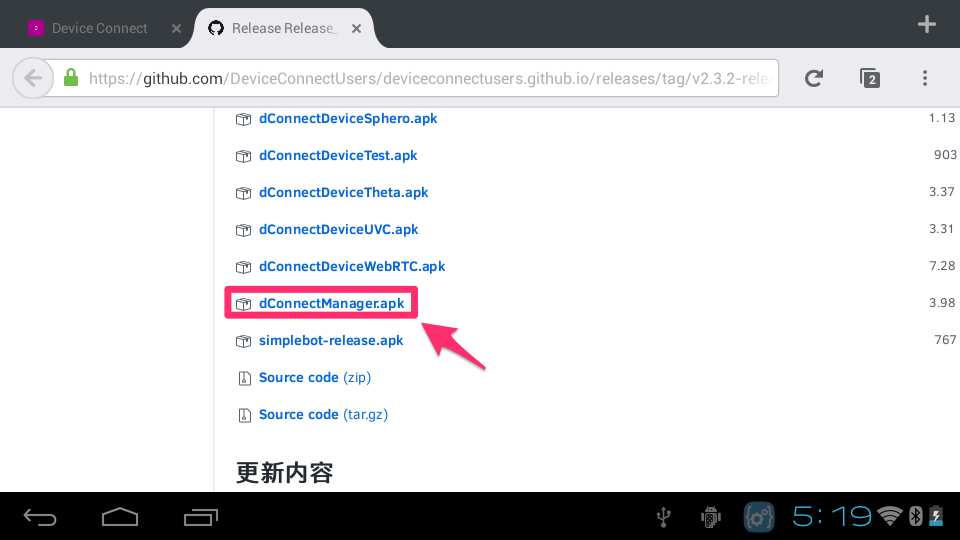 Device Connect
Release Release_
https://github.com/DeviceConnectUsers/deviceconnectusers.github.io/releases/tag/v2.3.2-relea
2
dConnectDeviceSphero.apk 1.13
dConnectDeviceTest.apk 903
dConnectDeviceTheta.apk 3.37
dConnectDeviceUVC.apk 3.31
dConnectDeviceWebRTC.apk 7.28
dConnectManager.apk 3.98
simplebot-release.apk 767
Source code (zip)
Source code (tar.gz)
更新内容
5:19